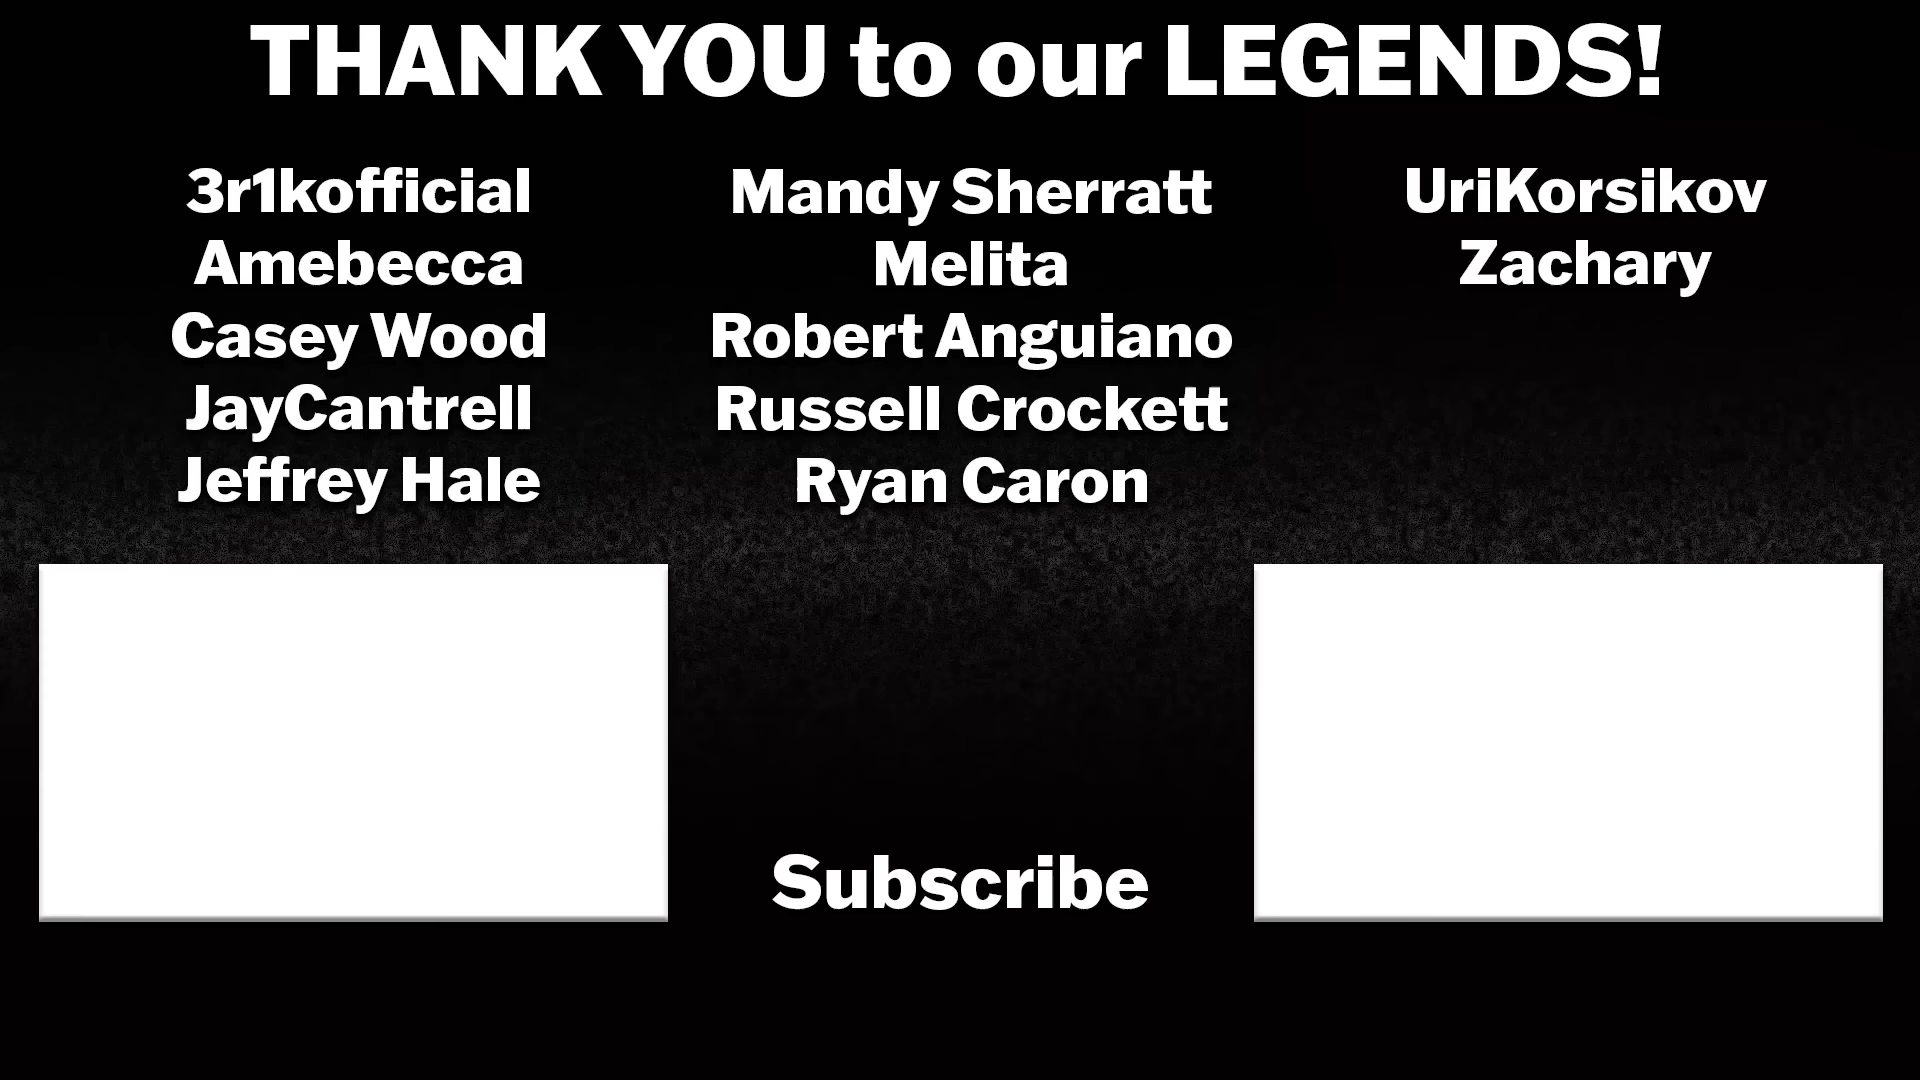 THANK YOU to our LEGENDS!
3r1kofficial
Amebecca
Casey Wood
JayCantrell
Jeffrey Hale
Mandy Sherratt
Melita
Robert Anguiano
Russell Crockett
Ryan Caron
UriKorsikov
Zachary
Subscribe